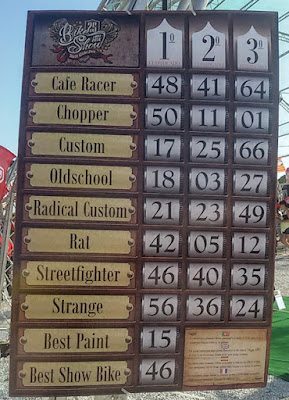 Bike
Show
1º 2º 3º
Cafe Racer 48 41 64
Chopper 50 11 01
Custom 17 25 66
Oldschool 18 03 27
Radical Custom 21 23 49
Rat 42 05 12
Streetfighter 46 40 35
Strange 56 36 24
Best Paint 15
Best Show Bike 46